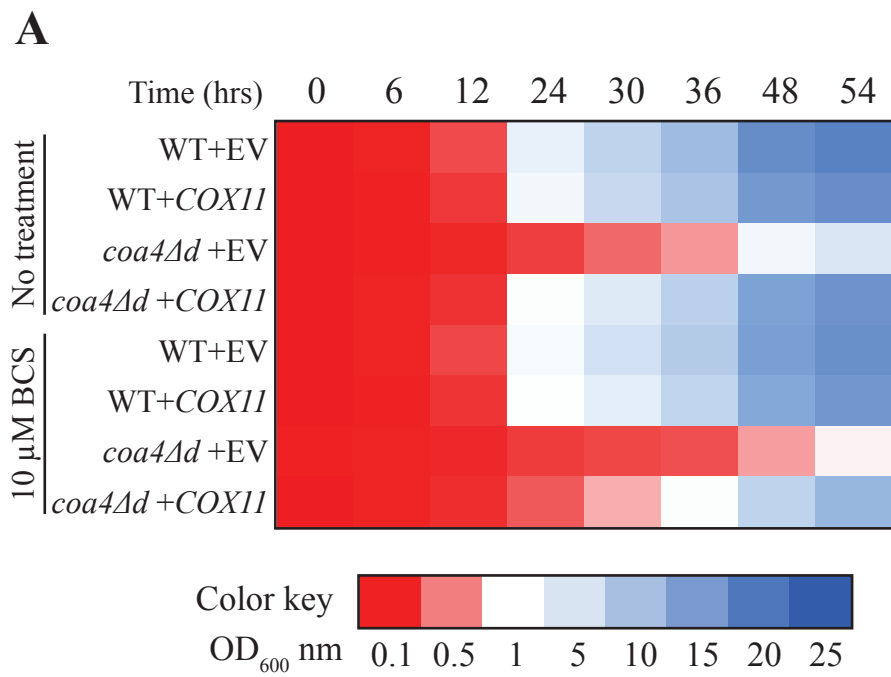 A
Time (hrs) 0 6 12 24 30 36 48 54
No treatment
WT+EV
WT+COX11
coa4Δd +EV
coa4Δd +COX11
10 μM BCS
WT+EV
WT+COX11
coa4Δd +EV
coa4Δd +COX11
Color key
OD600 nm 0.1 0.5 1 5 10 15 20 25